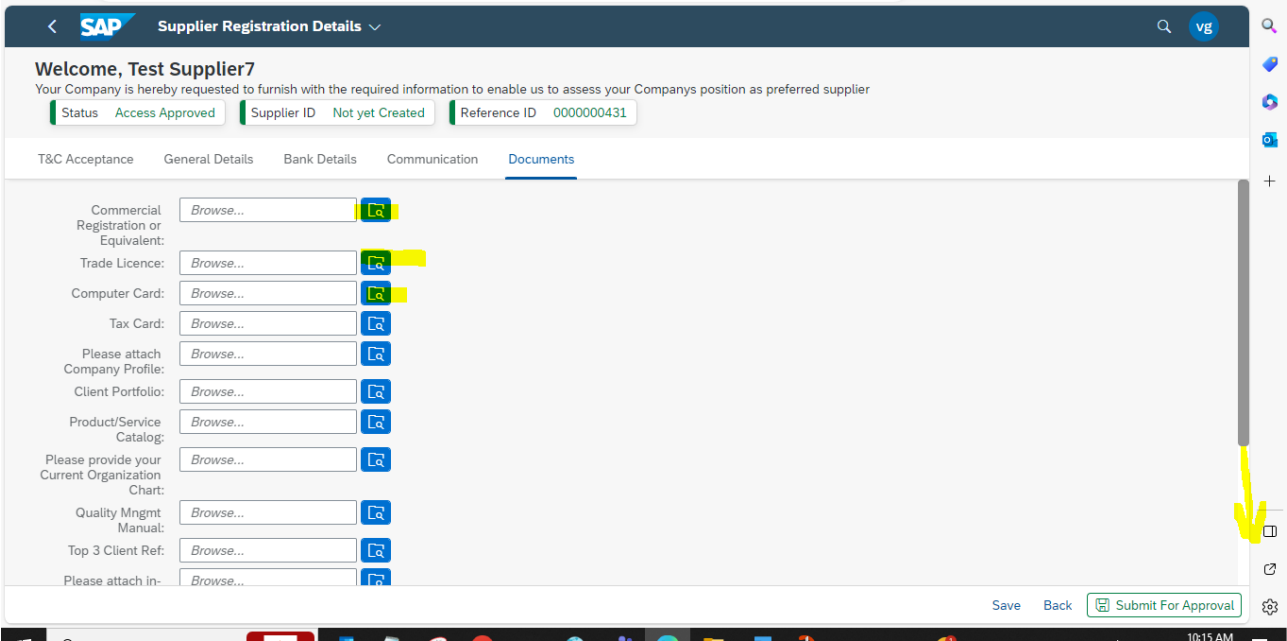 SAP Supplier Registration Details
vg
Welcome, Test Supplier7
Your Company is hereby requested to furnish with the required information to enable us to assess your Companys position as preferred supplier
Status Access Approved Supplier ID Not yet Created Reference ID 0000000431
T&C Acceptance General Details Bank Details Communication Documents
Commercial Browse...
Registration or
Equivalent:
Trade Licence: Browse...
Computer Card: Browse...
Tax Card: Browse...
Please attach Browse...
Company Profile:
Client Portfolio: Browse...
Product/Service Browse...
Catalog:
Please provide your Browse...
Current Organization
Chart:
Quality Mngmt Browse...
Manual:
Top 3 Client Ref: Browse...
Please attach in- Browse...
Save Back Submit For Approval
10:15 AM